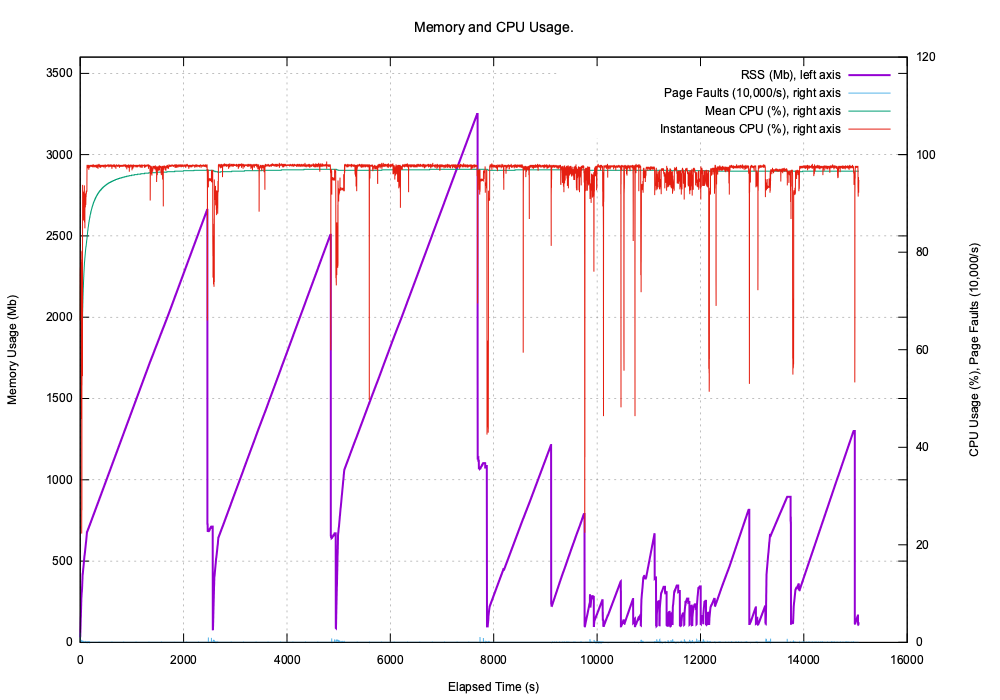 Memory and CPU Usage.
RSS (Mb), left axis
Page Faults (10,000/s), right axis
Mean CPU (%), right axis
Instantaneous CPU (%), right axis
Memory Usage (Mb)
3500
3000
2500
2000
1500
1000
500
0
120
100
80
60
40
20
0
CPU Usage (%), Page Faults (10,000/s)
0 2000 4000 6000 8000 10000 12000 14000 16000
Elapsed Time (s)